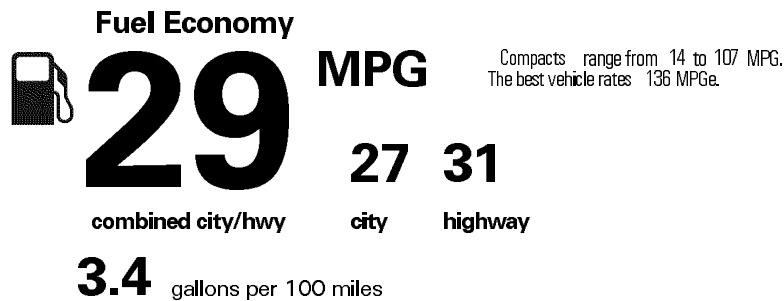 Fuel Economy
29 MPG
Compacts range from 14 to 107 MPG.
The best vehicle rates 136 MPGe.
27 31
combined city/hwy city highway
3.4 gallons per 100 miles